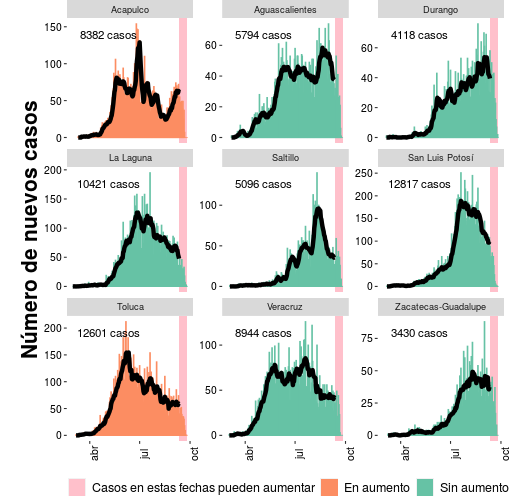 Número de nuevos casos
Acapulco
Aguascalientes
Durango
8382 casos
5794 casos
4118 casos
150
100
50
0
60
40
20
0
60
40
20
0
La Laguna
Saltillo
San Luis Potosí
10421 casos
5096 casos
12817 casos
200
150
100
50
0
100
50
0
250
200
150
100
50
0
Toluca
Veracruz
Zacatecas-Guadalupe
12601 casos
8944 casos
3430 casos
200
150
100
50
0
100
50
0
75
50
25
0
abr jul oct
abr jul oct
abr jul oct
Casos en estas fechas pueden aumentar En aumento Sin aumento